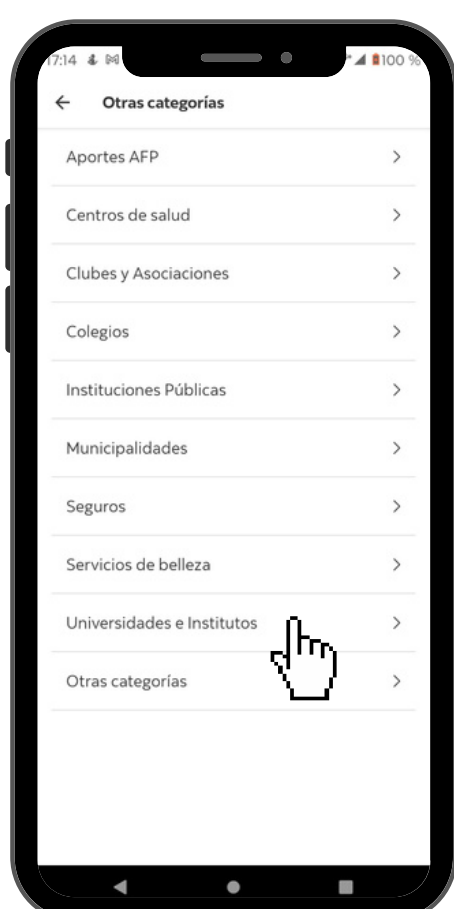 17:14 100 %
Otras categorías
Aportes AFP
Centros de salud
Clubes y Asociaciones
Colegios
Instituciones Públicas
Municipalidades
Seguros
Servicios de belleza
Universidades e Institutos
Otras categorías